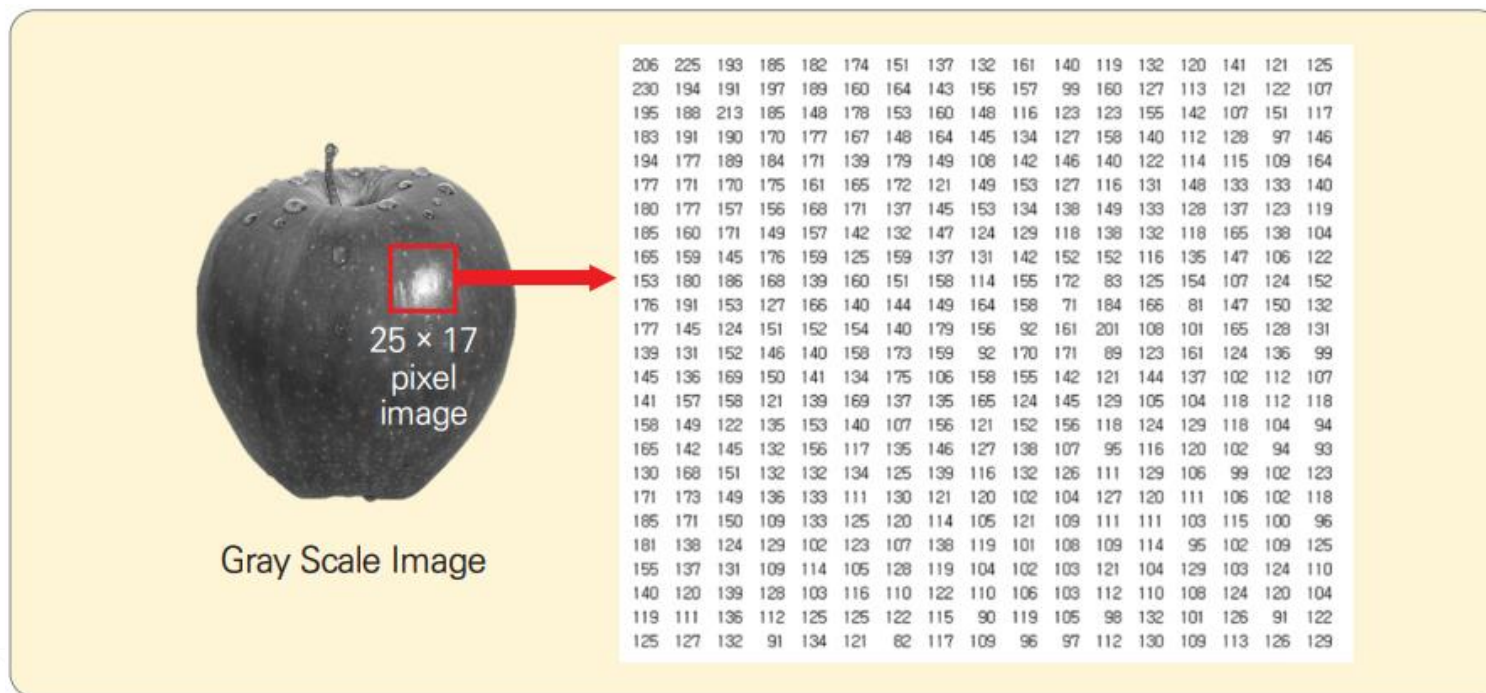 25 × 17
pixel
image
Gray Scale Image
206 225 193 185 182 174 151 137 132 161 140 119 132 120 141 121 125
230 194 191 197 189 160 164 143 156 157 99 160 127 113 121 122 107
195 188 213 185 148 178 153 160 148 116 123 123 155 142 107 151 117
183 191 190 170 177 167 148 164 145 134 127 158 140 112 128 97 146
194 177 189 184 171 139 179 149 108 142 146 140 122 114 115 109 164
177 171 170 175 161 165 172 121 149 153 127 116 131 148 133 133 140
180 177 157 156 168 171 137 145 153 134 138 149 133 128 137 123 119
185 160 171 149 157 142 132 147 124 129 118 138 132 118 165 138 104
165 159 145 176 159 125 159 137 131 142 152 152 116 135 147 106 122
153 180 186 168 139 160 151 158 114 155 172 83 125 154 107 124 152
176 191 153 127 166 140 144 149 164 158 71 184 166 81 147 150 132
177 145 124 151 152 154 140 179 156 92 161 201 108 101 165 128 131
139 131 152 146 140 158 173 159 92 170 171 89 123 161 124 136 99
145 136 169 150 141 134 175 106 158 155 142 121 144 137 102 112 107
141 157 158 121 139 169 137 135 165 124 145 129 105 104 118 112 118
158 149 122 135 153 140 107 156 121 152 156 118 124 129 118 104 94
165 142 145 132 156 117 135 146 127 138 107 95 116 120 102 94 93
130 168 151 132 132 134 125 139 116 132 126 111 129 106 99 102 123
171 173 149 136 133 111 130 121 120 102 104 127 120 111 106 102 118
185 171 150 109 133 125 120 114 105 121 109 111 111 103 115 100 96
181 138 124 129 102 123 107 138 119 101 108 109 114 95 102 109 125
155 137 131 109 114 105 128 119 104 102 103 121 104 129 103 124 110
140 120 139 128 103 116 110 122 110 106 103 112 110 108 124 120 104
119 111 136 112 125 125 122 115 90 119 105 98 132 101 126 91 122
125 127 132 91 134 121 82 117 109 96 97 112 130 109 113 126 129